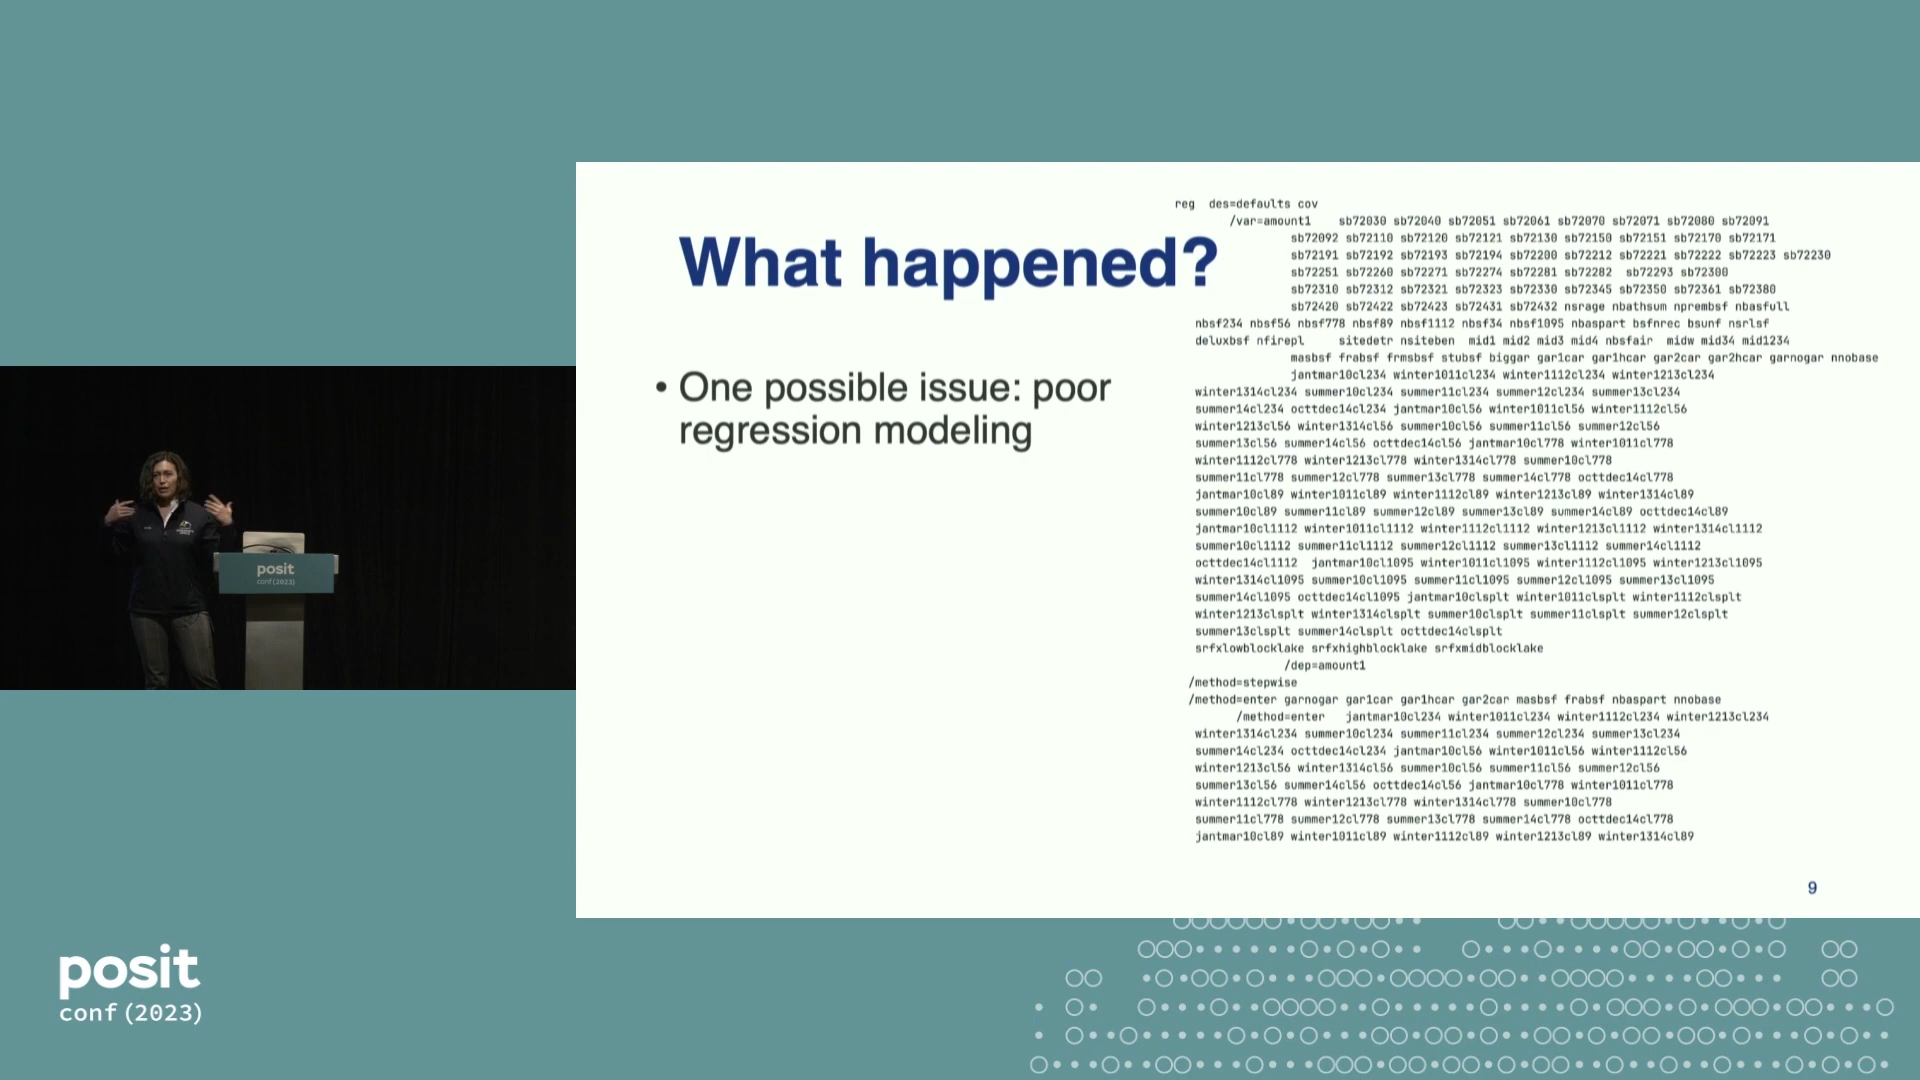 What happened?
• One possible issue: poor
regression modeling
reg des=defaults cov
/var=amount1 sb72030 sb72040 sb72051 sb72061 sb72070 sb72071 sb72080 sb72091
sb72092 sb72110 sb72120 sb72121 sb72130 sb72150 sb72151 sb72170 sb72171
sb72191 sb72192 sb72193 sb72194 sb72200 sb72212 sb72221 sb72222 sb72223 sb72230
sb72251 sb72260 sb72271 sb72274 sb72281 sb72282 sb72293 sb72300
sb72310 sb72312 sb72321 sb72323 sb72330 sb72345 sb72350 sb72361 sb72380
sb72420 sb72422 sb72423 sb72431 sb72432 nsrage nbathsum nprembsf nbasfull
nbsf234 nbsf56 nbsf778 nbsf89 nbsf1112 nbsf34 nbsf1095 nbaspart bsfnrec bsunf nsrlsf
deluxbsf nfirepl sitedetr nsiteben mid1 mid2 mid3 mid4 nbsfair midw mid34 mid1234
masbsf frabsf frmsbsf stubsf biggar gar1car gar1hcar gar2car gar2hcar garnogar nnobase
jantmar10cl234 winter1011cl234 winter1112cl234 winter1213cl234
winter1314cl234 summer10cl234 summer11cl234 summer12cl234 summer13cl234
summer14cl234 octtdec14cl234 jantmar10cl56 winter1011cl56 winter1112cl56
winter1213cl56 winter1314cl56 summer10cl56 summer11cl56 summer12cl56
summer13cl56 summer14cl56 octtdec14cl56 jantmar10cl778 winter1011cl778
winter1112cl778 winter1213cl778 winter1314cl778 summer10cl778
summer11cl778 summer12cl778 summer13cl778 summer14cl778 octtdec14cl778
jantmar10cl89 winter1011cl89 winter1112cl89 winter1213cl89 winter1314cl89
summer10cl89 summer11cl89 summer12cl89 summer13cl89 summer14cl89 octtdec14cl89
jantmar10cl1112 winter1011cl1112 winter1112cl1112 winter1213cl1112 winter1314cl1112
summer10cl1112 summer11cl1112 summer12cl1112 summer13cl1112 summer14cl1112
octtdec14cl1112 jantmar10cl1095 winter1011cl1095 winter1112cl1095 winter1213cl1095
winter1314cl1095 summer10cl1095 summer11cl1095 summer12cl1095 summer13cl1095
summer14cl1095 octtdec14cl1095 jantmar10clsplt winter1011clsplt winter1112clsplt
winter1213clsplt winter1314clsplt summer10clsplt summer11clsplt summer12clsplt
summer13clsplt summer14clsplt octtdec14clsplt
srfxlowblocklake srfxhighblocklake srfxmidblocklake
/dep=amount1
/method=stepwise
/method=enter garnogar gar1car gar1hcar gar2car masbsf frabsf nbaspart nnobase
/method=enter jantmar10cl234 winter1011cl234 winter1112cl234 winter1213cl234
winter1314cl234 summer10cl234 summer11cl234 summer12cl234 summer13cl234
summer14cl234 octtdec14cl234 jantmar10cl56 winter1011cl56 winter1112cl56
winter1213cl56 winter1314cl56 summer10cl56 summer11cl56 summer12cl56
summer13cl56 summer14cl56 octtdec14cl56 jantmar10cl778 winter1011cl778
winter1112cl778 winter1213cl778 winter1314cl778 summer10cl778
summer11cl778 summer12cl778 summer13cl778 summer14cl778 octtdec14cl778
jantmar10cl89 winter1011cl89 winter1112cl89 winter1213cl89 winter1314cl89
9
posit
conf(2023)
posit
conf(2023)